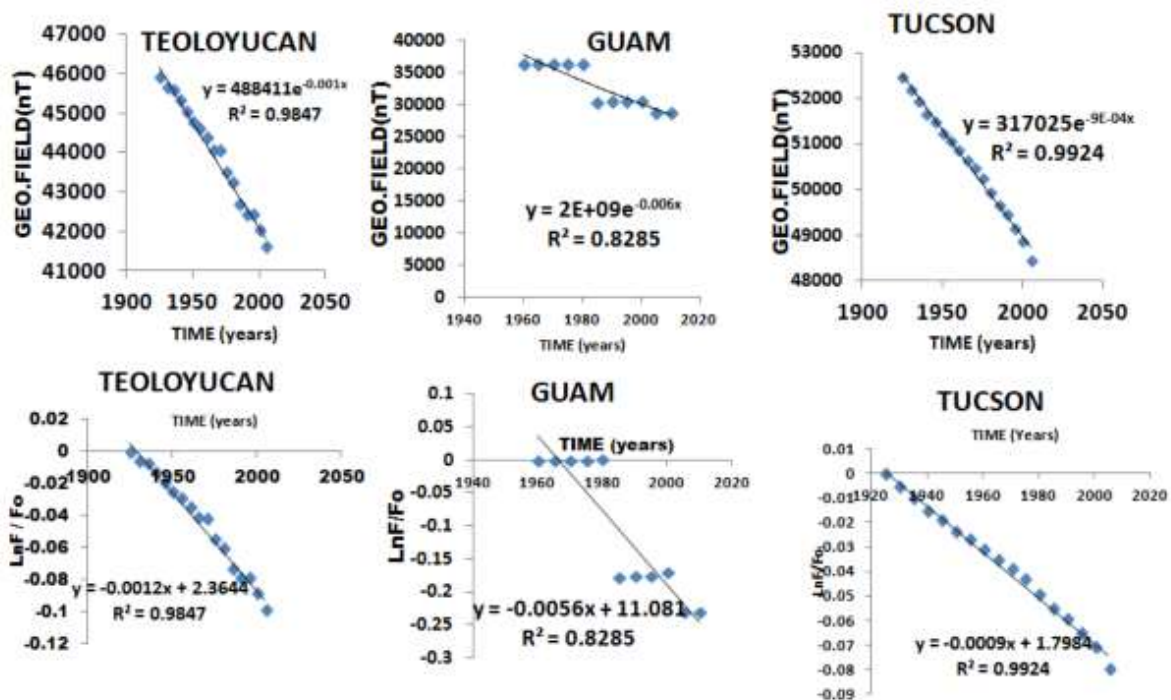 TEOLOYUCAN
47000
46000
45000
44000
43000
42000
41000
1900 1950 2000 2050
GEO.FIELD(nT)
TIME (years)
y = 488411e^-0.001x
R² = 0.9847
GUAM
40000
35000
30000
25000
20000
15000
10000
5000
0
1940 1960 1980 2000 2020
GEO.FIELD(nT)
TIME (years)
y = 2E+09e^-0.006x
R² = 0.8285
TUCSON
53000
52000
51000
50000
49000
48000
1900 1950 2000 2050
GEO.FIELD(nT)
TIME (years)
y = 317025e^-9E-04x
R² = 0.9924
TEOLOYUCAN
TIME (years)
0.02
0
-0.02
-0.04
-0.06
-0.08
-0.1
-0.12
1900 1950 2000 2050
LnF / Fo
y = -0.0012x + 2.3644
R² = 0.9847
GUAM
TIME (years)
0.1
0.05
0
-0.05
-0.1
-0.15
-0.2
-0.25
-0.3
1940 1960 1980 2000 2020
LnF/Fo
y = -0.0056x + 11.081
R² = 0.8285
TUCSON
TIME (Years)
0.01
0
-0.01
-0.02
-0.03
-0.04
-0.05
-0.06
-0.07
-0.08
-0.09
1920 1940 1960 1980 2000 2020
LnF/Fo
y = -0.0009x + 1.7984
R² = 0.9924